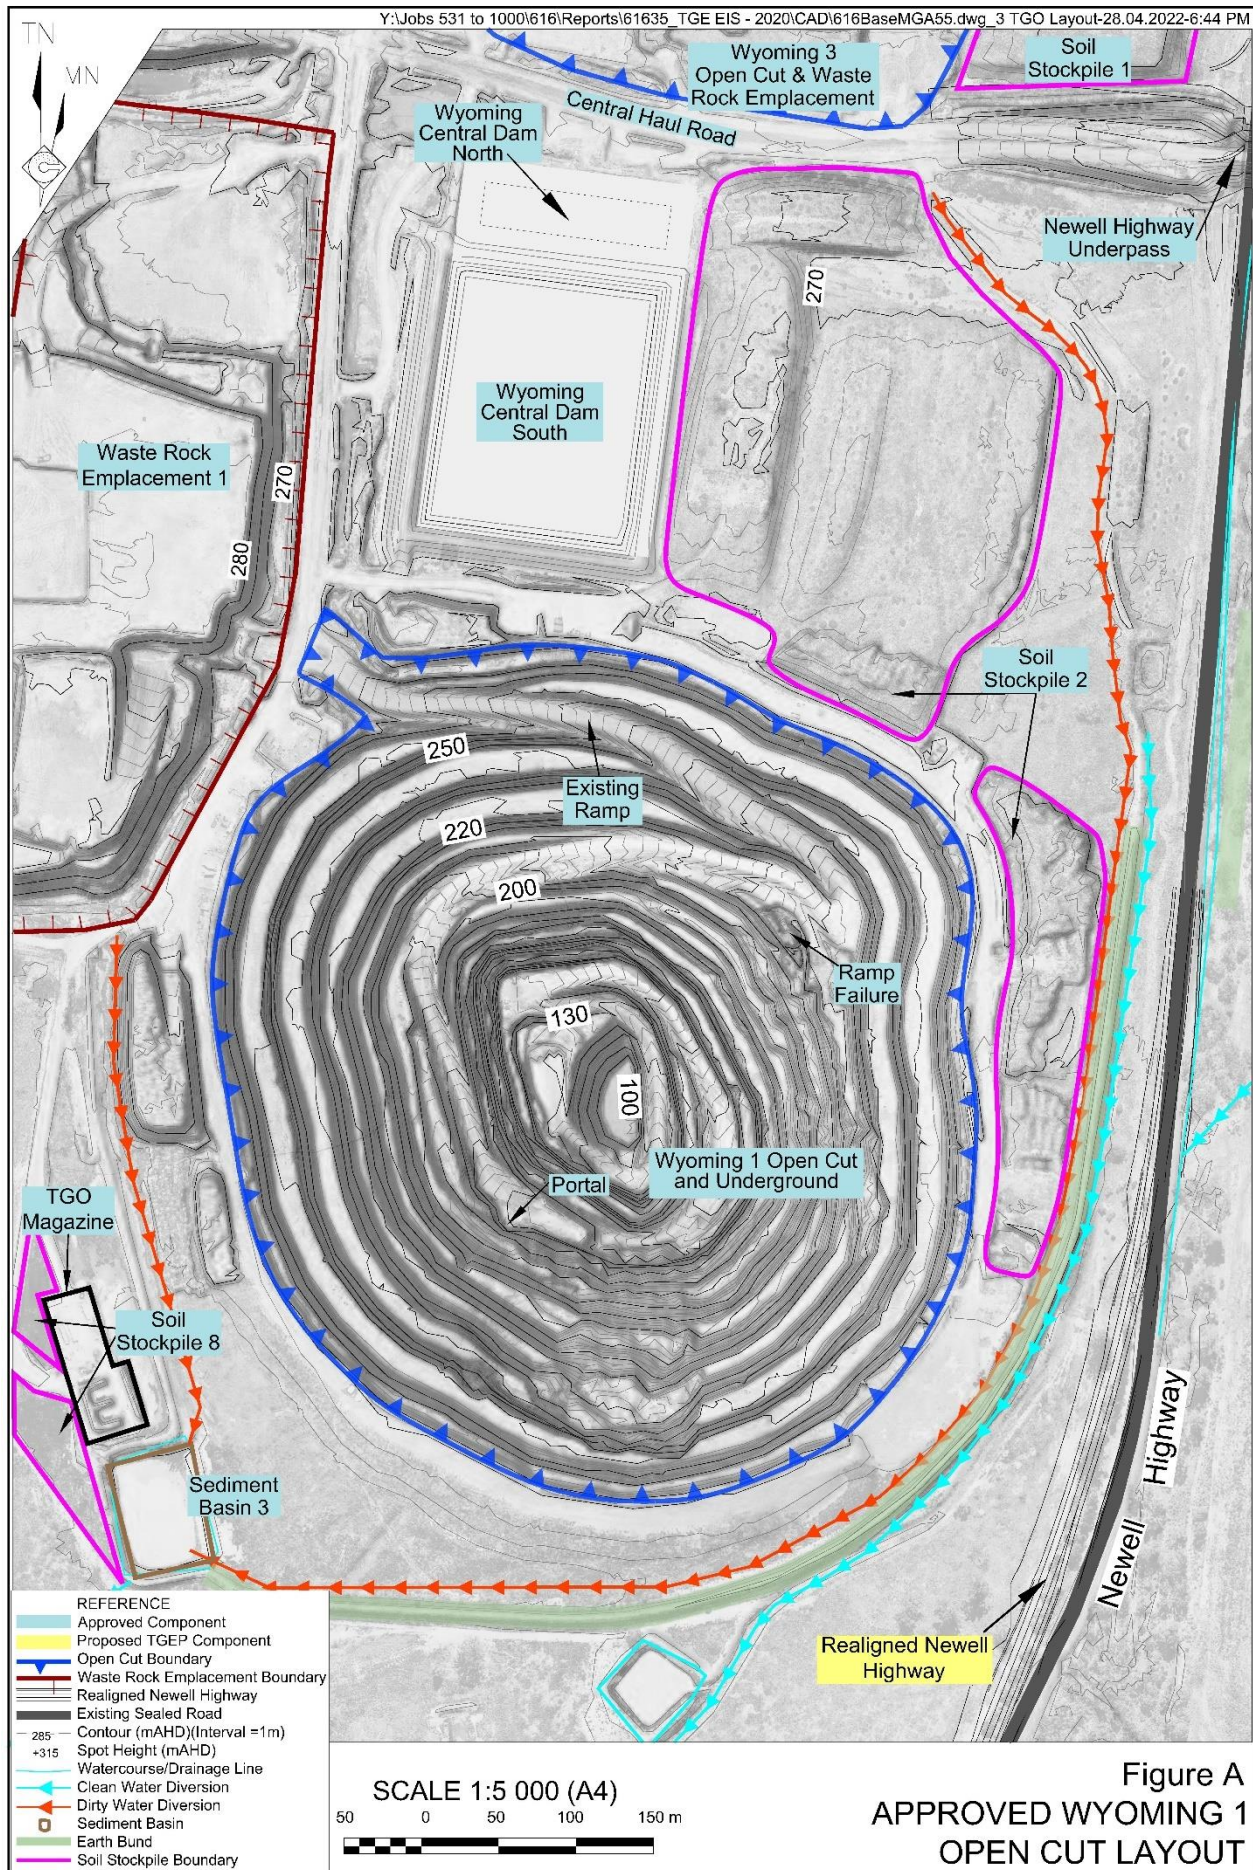 Y:\Jobs 531 to 1000\616\Reports\61635_TGE EIS - 2020\CAD\616BaseMGA55.dwg_3 TGO Layout-28.04.2022-6:44 PM
TN
MN
Wyoming 3
Open Cut & Waste
Rock Emplacement
Soil
Stockpile 1
Central Haul Road
Wyoming
Central Dam
North
Newell Highway
Underpass
270
Wyoming
Central Dam
South
Waste Rock
Emplacement 1
270
280
Soil
Stockpile 2
250
Existing
Ramp
220
200
Ramp
Failure
130
100
Wyoming 1 Open Cut
and Underground
Portal
TGO
Magazine
Soil
Stockpile 8
Sediment
Basin 3
Newell Highway
Realigned Newell
Highway
REFERENCE
Approved Component
Proposed TGEP Component
Open Cut Boundary
Waste Rock Emplacement Boundary
Realigned Newell Highway
Existing Sealed Road
285 Contour (mAHD)(Interval =1m)
+315 Spot Height (mAHD)
Watercourse/Drainage Line
Clean Water Diversion
Dirty Water Diversion
Sediment Basin
Earth Bund
Soil Stockpile Boundary
SCALE 1:5 000 (A4)
50 0 50 100 150 m
Figure A
APPROVED WYOMING 1
OPEN CUT LAYOUT